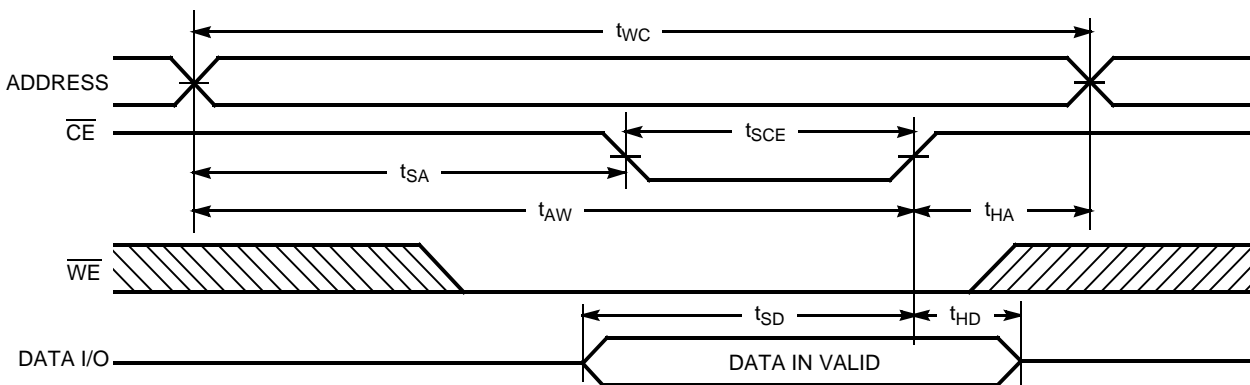 tWC
ADDRESS
CE
tSCE
tSA
tAW
tHA
WE
tSD
tHD
DATA I/O
DATA IN VALID